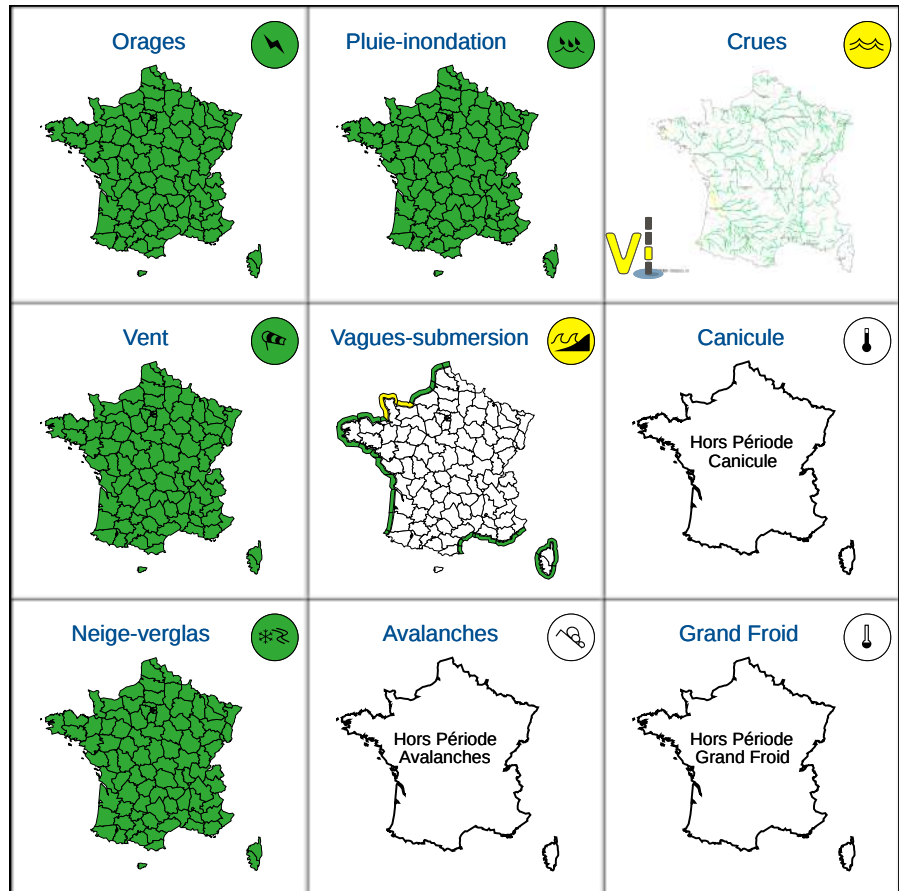 Orages
Pluie-inondation
Crues
Vi
Vent
Vagues-submersion
Canicule
Hors Période
Canicule
Neige-verglas
Avalanches
Hors Période
Avalanches
Grand Froid
Hors Période
Grand Froid